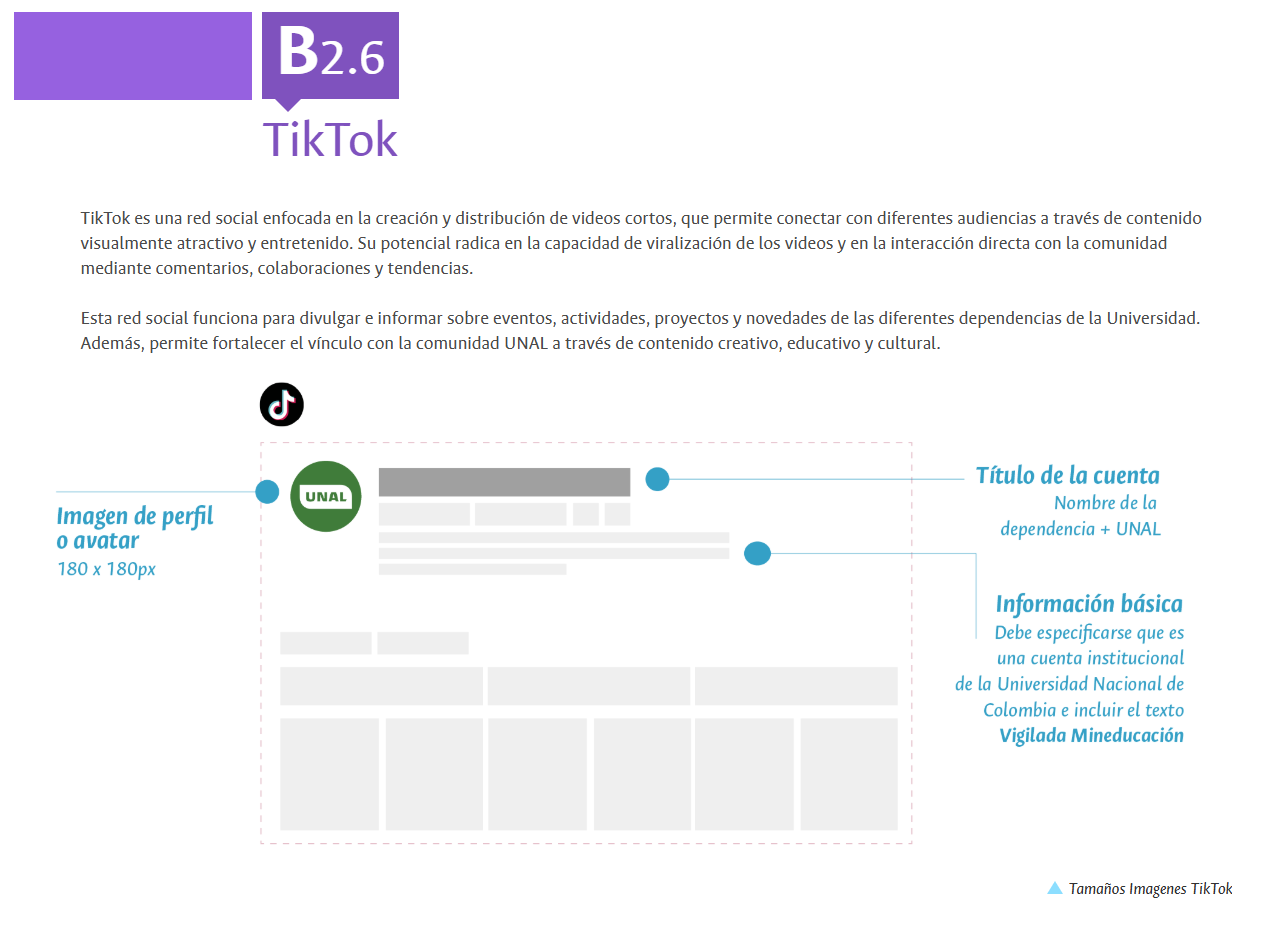 B2.6
TikTok
TikTok es una red social enfocada en la creación y distribución de videos cortos, que permite conectar con diferentes audiencias a través de contenido
visualmente atractivo y entretenido. Su potencial radica en la capacidad de viralización de los videos y en la interacción directa con la comunidad
mediante comentarios, colaboraciones y tendencias.
Esta red social funciona para divulgar e informar sobre eventos, actividades, proyectos y novedades de las diferentes dependencias de la Universidad.
Además, permite fortalecer el vínculo con la comunidad UNAL a través de contenido creativo, educativo y cultural.
UNAL
Imagen de perfil
o avatar
180 x 180px
Título de la cuenta
Nombre de la
dependencia + UNAL
Información básica
Debe especificarse que es
una cuenta institucional
de la Universidad Nacional de
Colombia e incluir el texto
Vigilada Mineducación
Tamaños Imagenes TikTok